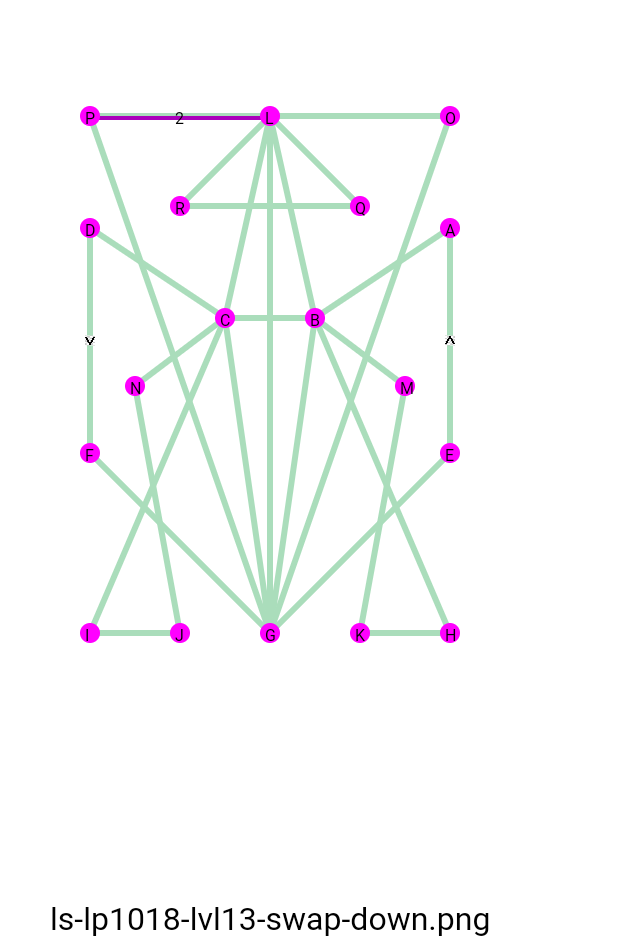 P 2 L O
R Q
D A
C B
v ^
N M
F E
I J G K H
ls-lp1018-lvl13-swap-down.png